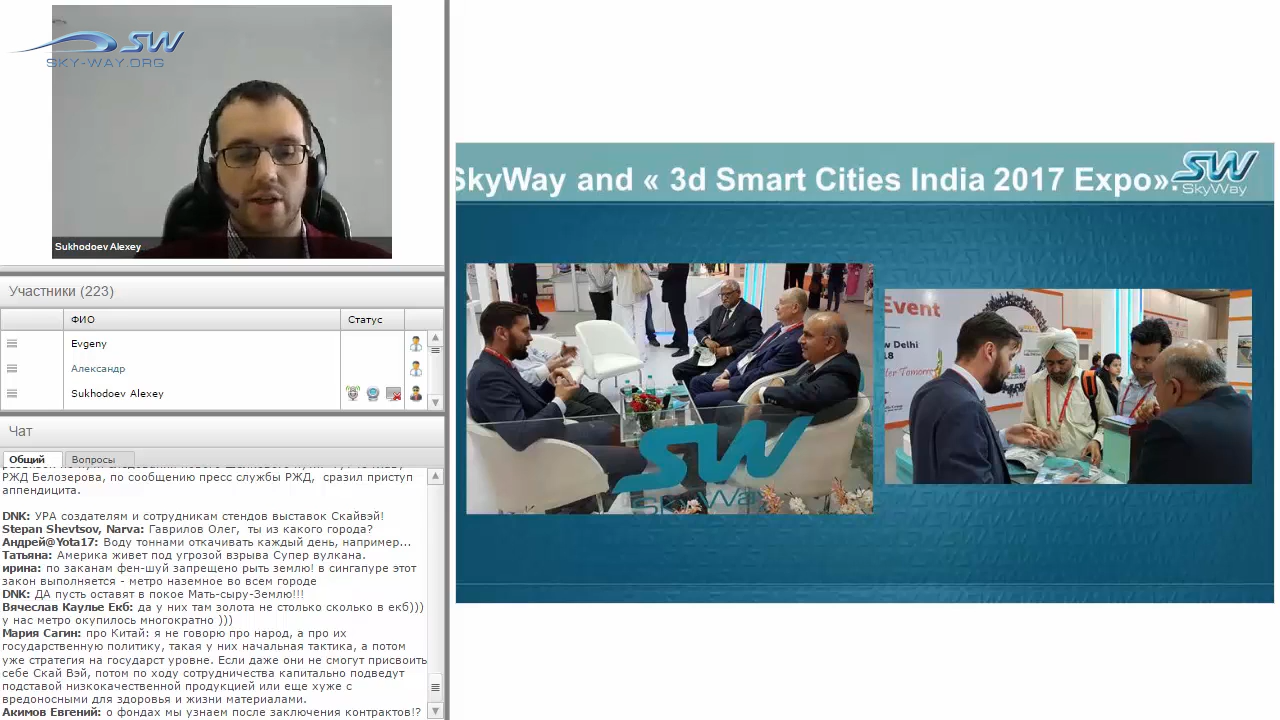 SW
SKY-WAY.ORG
Sukhodoev Alexey
Участники (223)
ФИО
Статус
Evgeny
Александр
Sukhodoev Alexey
Чат
Общий
Вопросы
РЖД Белозерова, по сообщению пресс службы РЖД, сразил приступ
аппендицита.
DNK: УРА создателям и сотрудникам стендов выставок Скайвэй!
Stepan Shevtsov, Narva: Гаврилов Олег, ты из какого города?
Андрей@Yota17: Воду тоннами откачивать каждый день, например...
Татьяна: Америка живет под угрозой взрыва Супер вулкана.
ирина: по заканам фен-шуй запрещено рыть землю! в сингапуре этот
закон выполняется - метро наземное во всем городе
DNK: ДА пусть оставят в покое Мать-сыру-Землю!!!
Вячеслав Каулье Екб: да у них там золота не столько сколько в екб)))
у нас метро окупилось многократно )))
Мария Сагин: про Китай: я не говорю про народ, а про их
государственную политику, такая у них начальная тактика, а потом
уже стратегия на государст уровне. Если даже они не смогут присвоить
себе Скай Вэй, потом по ходу сотрудничества капитально подведут
подставой низкокачественной продукцией или еще хуже с
вредоносными для здоровья и жизни материалами.
Акимов Евгений: о фондах мы узнаем после заключения контрактов!?
SkyWay and « 3d Smart Cities India 2017 Expo».
SW
SkyWay
SW
SkyWay
Event
w Delhi
18
er Tomorro